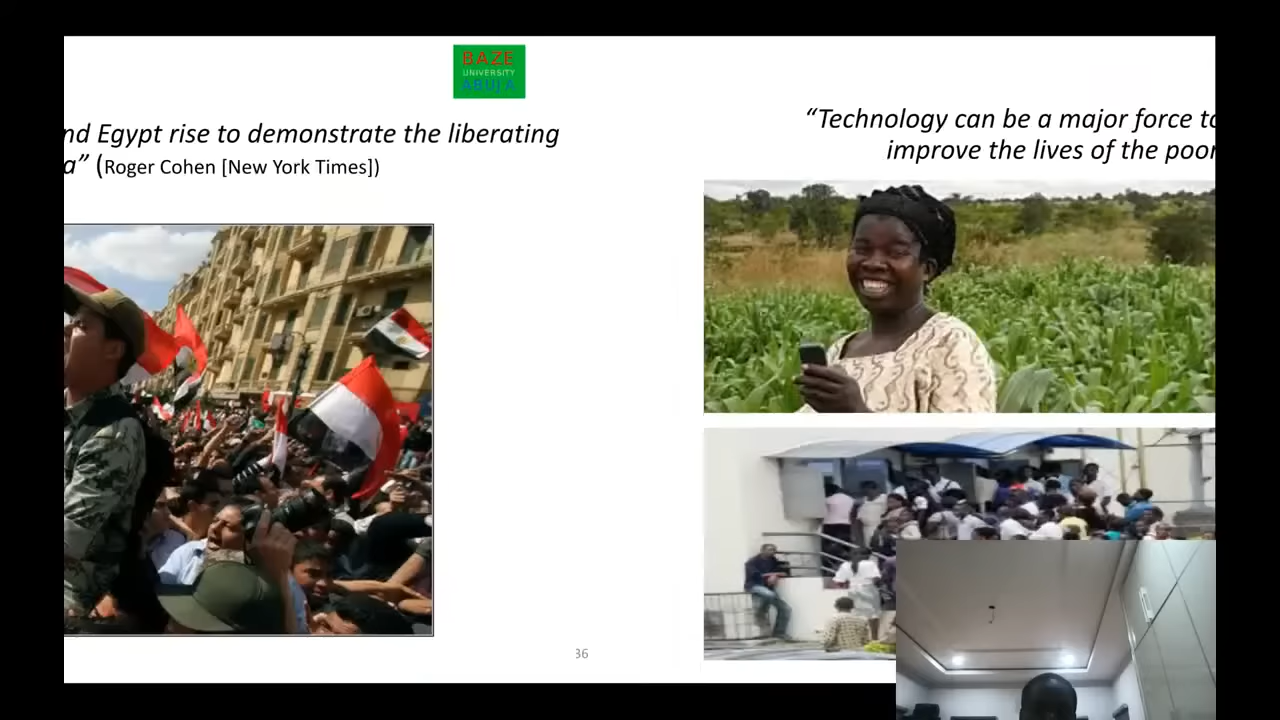 BAZE
UNIVERSITY
ABUJA
nd Egypt rise to demonstrate the liberating
a” (Roger Cohen [New York Times])
“Technology can be a major force to
improve the lives of the poor
36